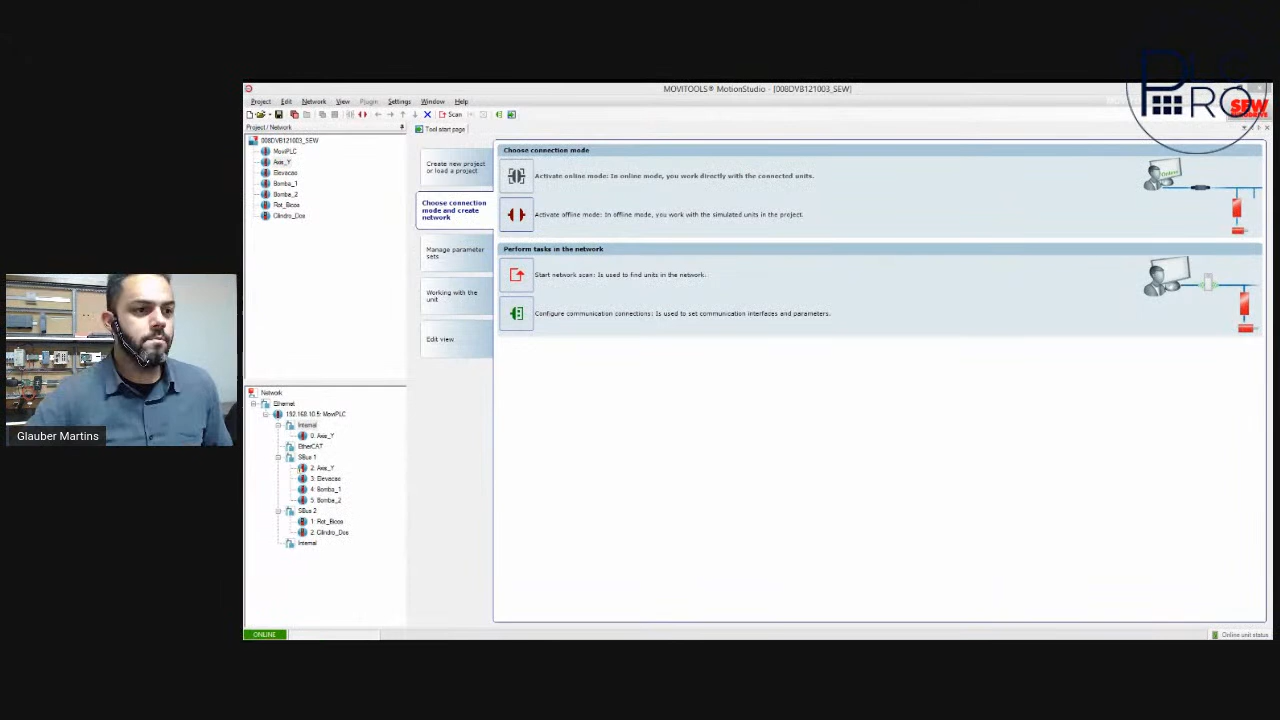 MOVITOOLS® MotionStudio - [008DVB121003_SEW]
PRO
SEW
Project Edit Network View Plugin Settings Window Help
Scan
Project / Network
Tool start page
008DVB121003_SEW
MoviPLC
Axe_Y
Elevacao
Bomba_1
Bomba_2
Rot_Bicos
Cilindro_Dos
Create new project
or load a project
Choose connection
mode and create
network
Manage parameter
sets
Working with the
unit
Edit view
Choose connection mode
Activate online mode: In online mode, you work directly with the connected units.
Activate offline mode: In offline mode, you work with the simulated units in the project.
Perform tasks in the network
Start network scan: Is used to find units in the network.
Configure communication connections: Is used to set communication interfaces and parameters.
Glauber Martins
Network
Ethernet
192.168.10.5: MoviPLC
Internal
0: Axe_Y
EtherCAT
SBus 1
2: Axe_Y
3: Elevacao
4: Bomba_1
5: Bomba_2
SBus 2
1: Rot_Bicos
2: Cilindro_Dos
Internal
ONLINE
Online unit status